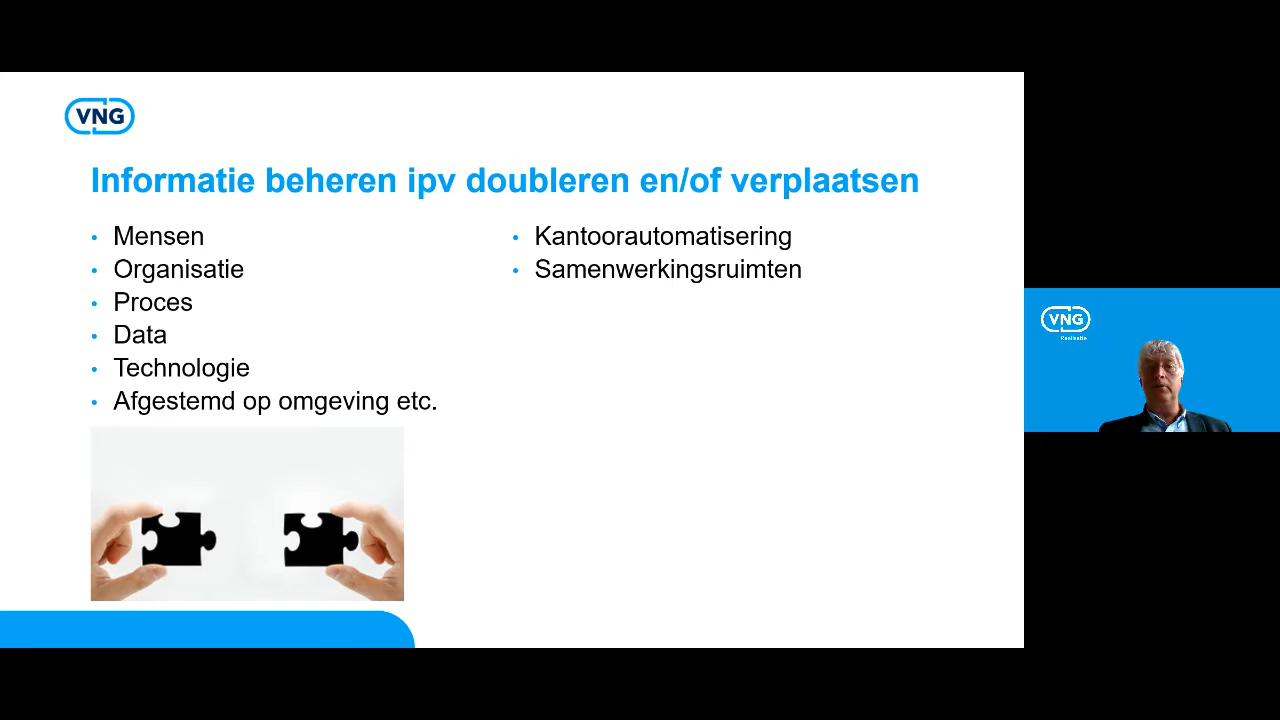 VNG
Informatie beheren ipv doubleren en/of verplaatsen
Mensen
Organisatie
Proces
Data
Technologie
Afgestemd op omgeving etc.
Kantoorautomatisering
Samenwerkingsruimten
VNG
Realisatie